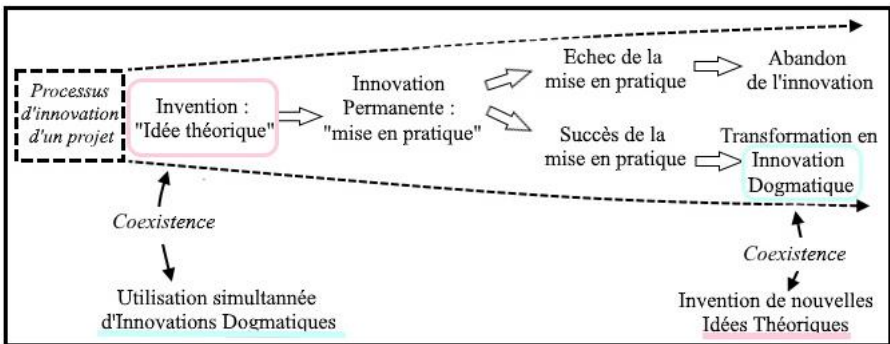 Processus
d'innovation
d'un projet
Invention :
"Idée théorique"
Innovation
Permanente :
"mise en pratique"
Echec de la
mise en pratique
Abandon
de l'innovation
Succès de la
mise en pratique
Transformation en
Innovation
Dogmatique
Coexistence
Utilisation simultannée
d'Innovations Dogmatiques
Coexistence
Invention de nouvelles
Idées Théoriques